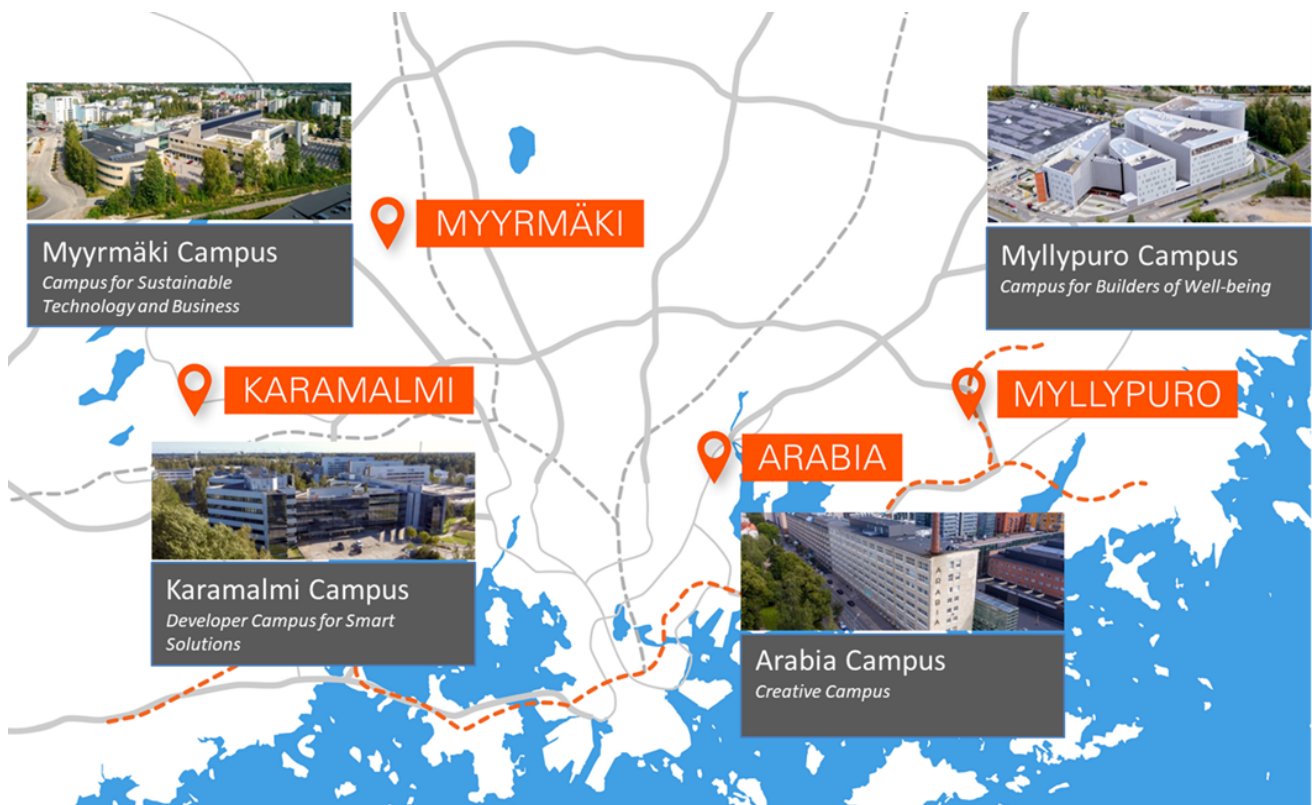 MYYRMÄKI
Myyrmäki Campus
Campus for Sustainable
Technology and Business
Myllypuro Campus
Campus for Builders of Well-being
KARAMALMI
MYLLYPURO
ARABIA
Karamalmi Campus
Developer Campus for Smart
Solutions
ARABIA
Arabia Campus
Creative Campus